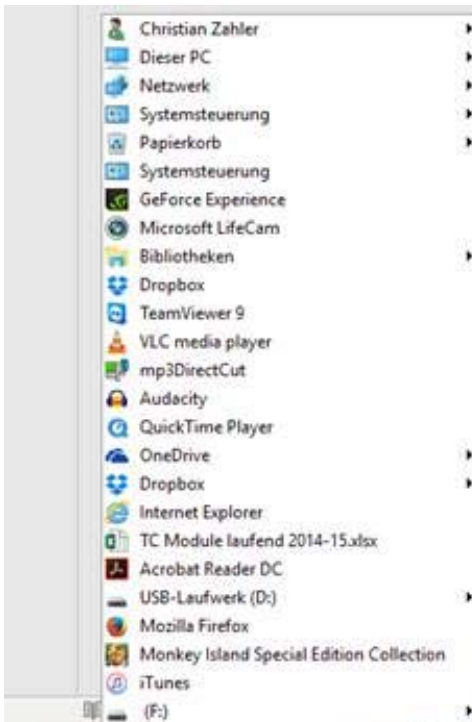 Christian Zahler
Dieser PC
Netzwerk
Systemsteuerung
Papierkorb
Systemsteuerung
GeForce Experience
Microsoft LifeCam
Bibliotheken
Dropbox
TeamViewer 9
VLC media player
mp3DirectCut
Audacity
QuickTime Player
OneDrive
Dropbox
Internet Explorer
TC Module laufend 2014-15.xlsx
Acrobat Reader DC
USB-Laufwerk (D:)
Mozilla Firefox
Monkey Island Special Edition Collection
iTunes
(F:)